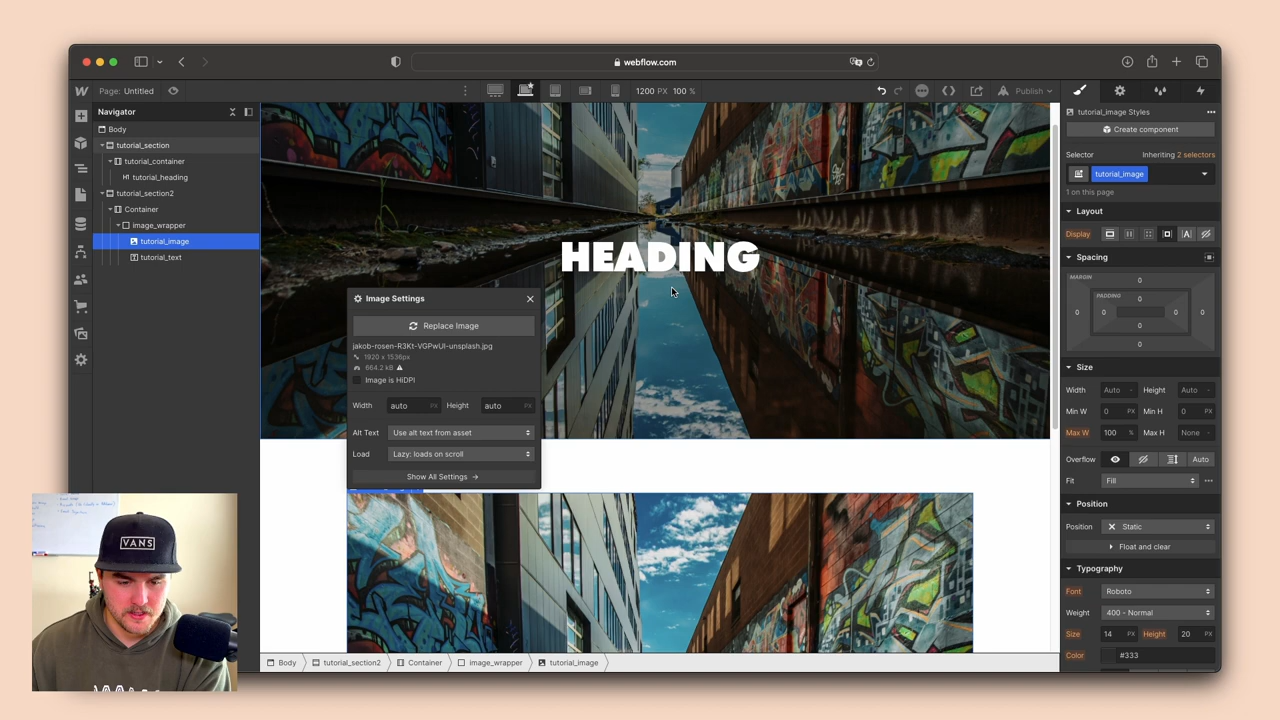 webflow.com
Page: Untitled
1200 PX 100 %
Publish
Navigator
Body
tutorial_section
tutorial_container
H1 tutorial_heading
tutorial_section2
Container
image_wrapper
tutorial_image
tutorial_text
HEADING
Image Settings
Replace Image
jakob-rosen-R3Kt-VGPwUI-unsplash.jpg
1920 x 1536px
664.2 kB
Image is HiDPI
Width auto PX Height auto PX
Alt Text Use alt text from asset
Load Lazy: loads on scroll
Show All Settings
Body tutorial_section2 Container image_wrapper tutorial_image
tutorial_image Styles
Create component
Selector Inheriting 2 selectors
tutorial_image
1 on this page
Layout
Display
Spacing
MARGIN
0
PADDING
0
0 0 0 0
0
0
Size
Width Auto - Height Auto -
Min W 0 PX Min H 0 PX
Max W 100 % Max H None -
Overflow Auto
Fit Fill
Position
Position Static
Float and clear
Typography
Font Roboto
Weight 400 - Normal
Size 14 PX Height 20 PX
Color #333
VANS